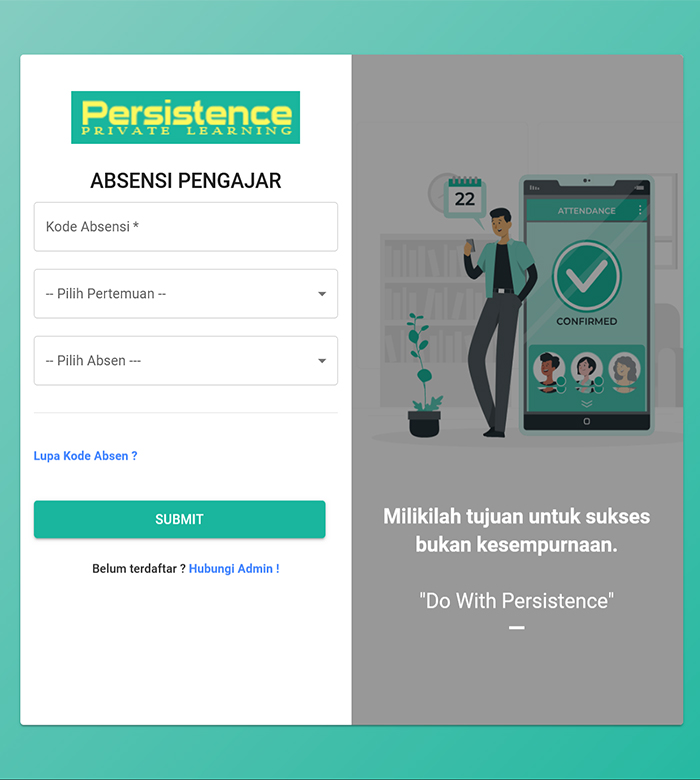 Persistence
PRIVATE LEARNING
ABSENSI PENGAJAR
Kode Absensi *
-- Pilih Pertemuan --
-- Pilih Absen ---
Lupa Kode Absen ?
SUBMIT
Belum terdaftar ? Hubungi Admin !
22
ATTENDANCE
CONFIRMED
Milikilah tujuan untuk sukses
bukan kesempurnaan.
"Do With Persistence"